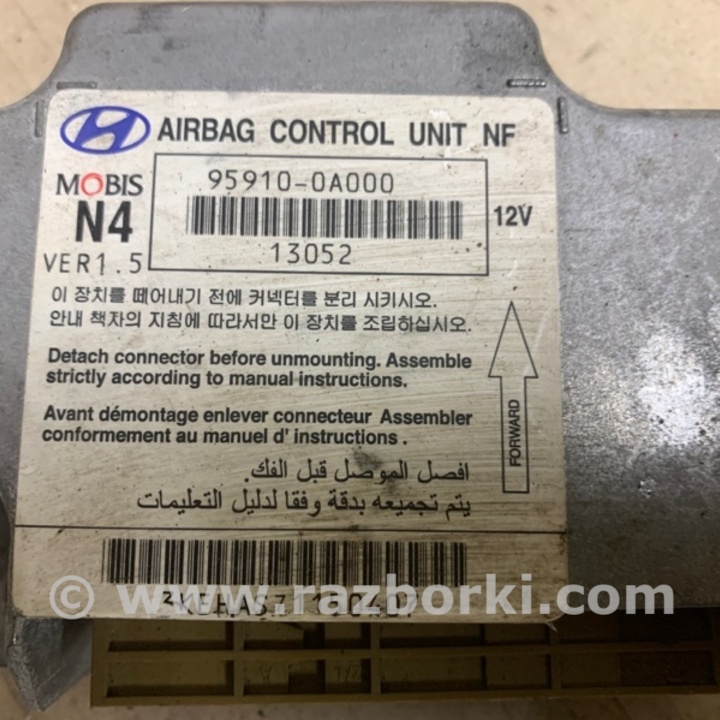 AIRBAG CONTROL UNIT NF
MOBIS
N4
VER1.5
95910-0A000
13052
12V
이 장치를 떼어내기 전에 커넥터를 분리 시키시오.
안내 책자의 지침에 따라서만 이 장치를 조립하십시오.
Detach connector before unmounting. Assemble
strictly according to manual instructions.
Avant démontage enlever connecteur Assembler
conformement au manuel d' instructions .
FORWARD
افصل الموصل قبل الفك.
يتم تجميعه بدقة وفقا لدليل التعليمات
© www.razborki.com